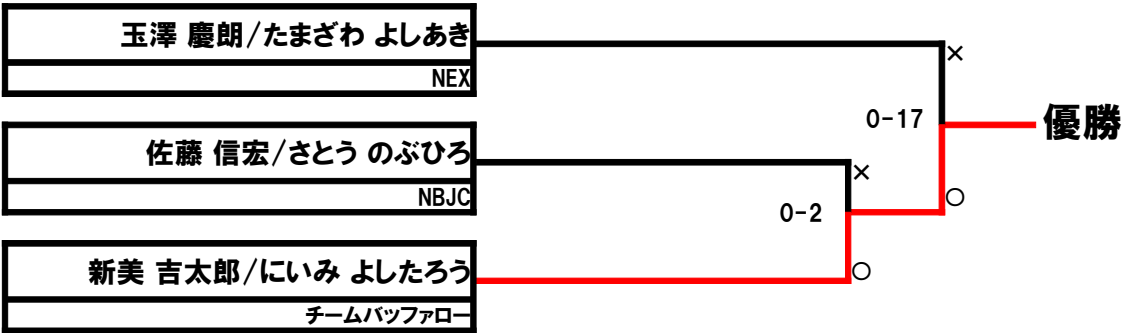 玉澤 慶朗/たまざわ よしあき
NEX
×
0-17
優勝
佐藤 信宏/さとう のぶひろ
NBJC
×
0-2
○
新美 吉太郎/にいみ よしたろう
○
チームバッファロー